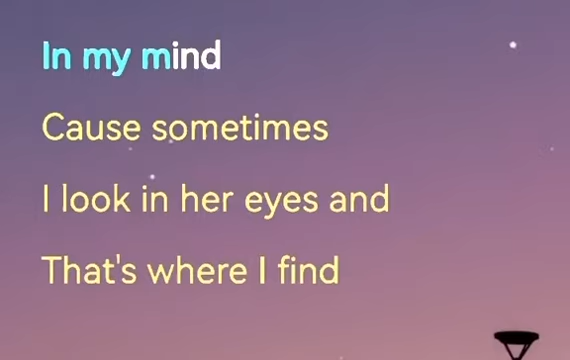 In my mind
Cause sometimes
I look in her eyes and
That's where I find